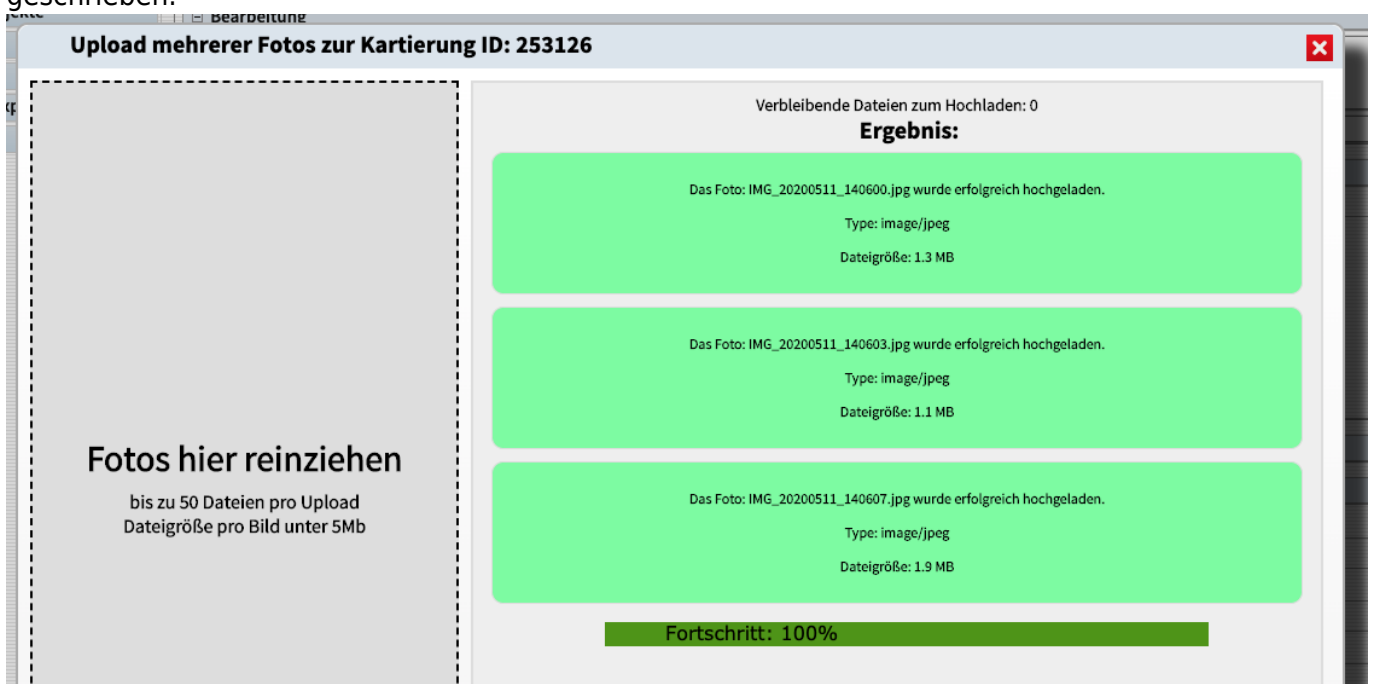 geschrieben.
Bearbeitung
Upload mehrerer Fotos zur Kartierung ID: 253126
Fotos hier reinziehen
bis zu 50 Dateien pro Upload
Dateigröße pro Bild unter 5Mb
Verbleibende Dateien zum Hochladen: 0
Ergebnis:
Das Foto: IMG_20200511_140600.jpg wurde erfolgreich hochgeladen.
Type: image/jpeg
Dateigröße: 1.3 MB
Das Foto: IMG_20200511_140603.jpg wurde erfolgreich hochgeladen.
Type: image/jpeg
Dateigröße: 1.1 MB
Das Foto: IMG_20200511_140607.jpg wurde erfolgreich hochgeladen.
Type: image/jpeg
Dateigröße: 1.9 MB
Fortschritt: 100%